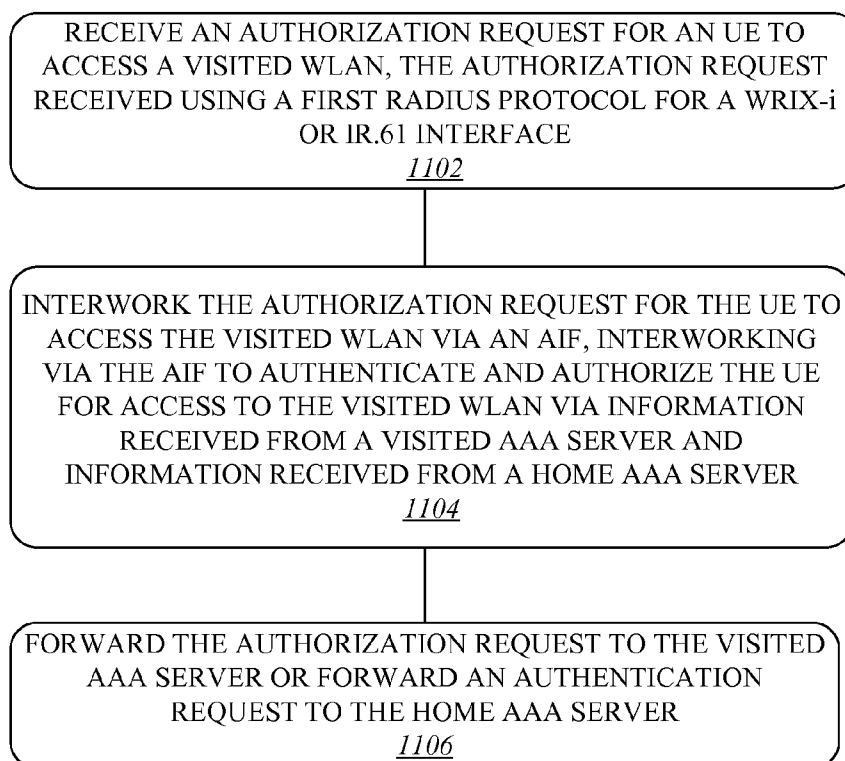 RECEIVE AN AUTHORIZATION REQUEST FOR AN UE TO
ACCESS A VISITED WLAN, THE AUTHORIZATION REQUEST
RECEIVED USING A FIRST RADIUS PROTOCOL FOR A WRIX-i
OR IR.61 INTERFACE
1102
INTERWORK THE AUTHORIZATION REQUEST FOR THE UE TO
ACCESS THE VISITED WLAN VIA AN AIF, INTERWORKING
VIA THE AIF TO AUTHENTICATE AND AUTHORIZE THE UE
FOR ACCESS TO THE VISITED WLAN VIA INFORMATION
RECEIVED FROM A VISITED AAA SERVER AND
INFORMATION RECEIVED FROM A HOME AAA SERVER
1104
FORWARD THE AUTHORIZATION REQUEST TO THE VISITED
AAA SERVER OR FORWARD AN AUTHENTICATION
REQUEST TO THE HOME AAA SERVER
1106